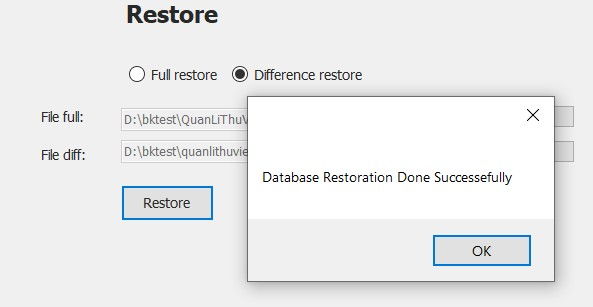 Restore
Full restore
Difference restore
File full:
D:\bktest\QuanLiThuV
File diff:
D:\bktest\quanlithuvie
Restore
Database Restoration Done Successefully
OK